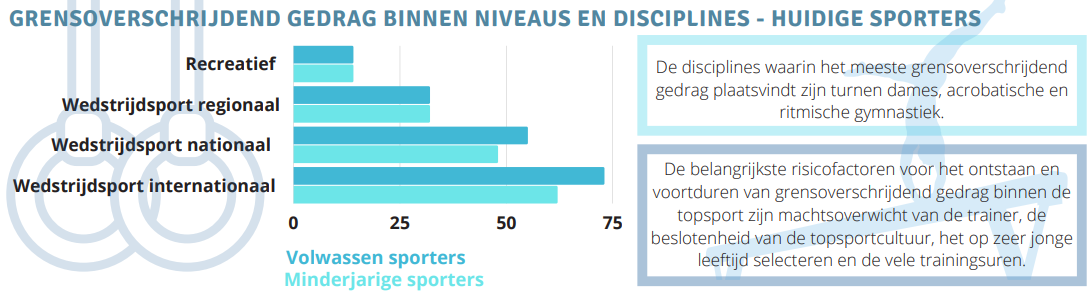 GRENSOVERSCHRIJDEND GEDRAG BINNEN NIVEAUS EN DISCIPLINES - HUIDIGE SPORTERS
Recreatief
Wedstrijdsport regionaal
Wedstrijdsport nationaal
Wedstrijdsport internationaal
0 25 50 75
Volwassen sporters
Minderjarige sporters
De disciplines waarin het meeste grensoverschrijdend
gedrag plaatsvindt zijn turnen dames, acrobatische en
ritmische gymnastiek.
De belangrijkste risicofactoren voor het ontstaan en
voortduren van grensoverschrijdend gedrag binnen de
topsport zijn machtsoverwicht van de trainer, de
beslotenheid van de topsportcultuur, het op zeer jonge
leeftijd selecteren en de vele trainingsuren.